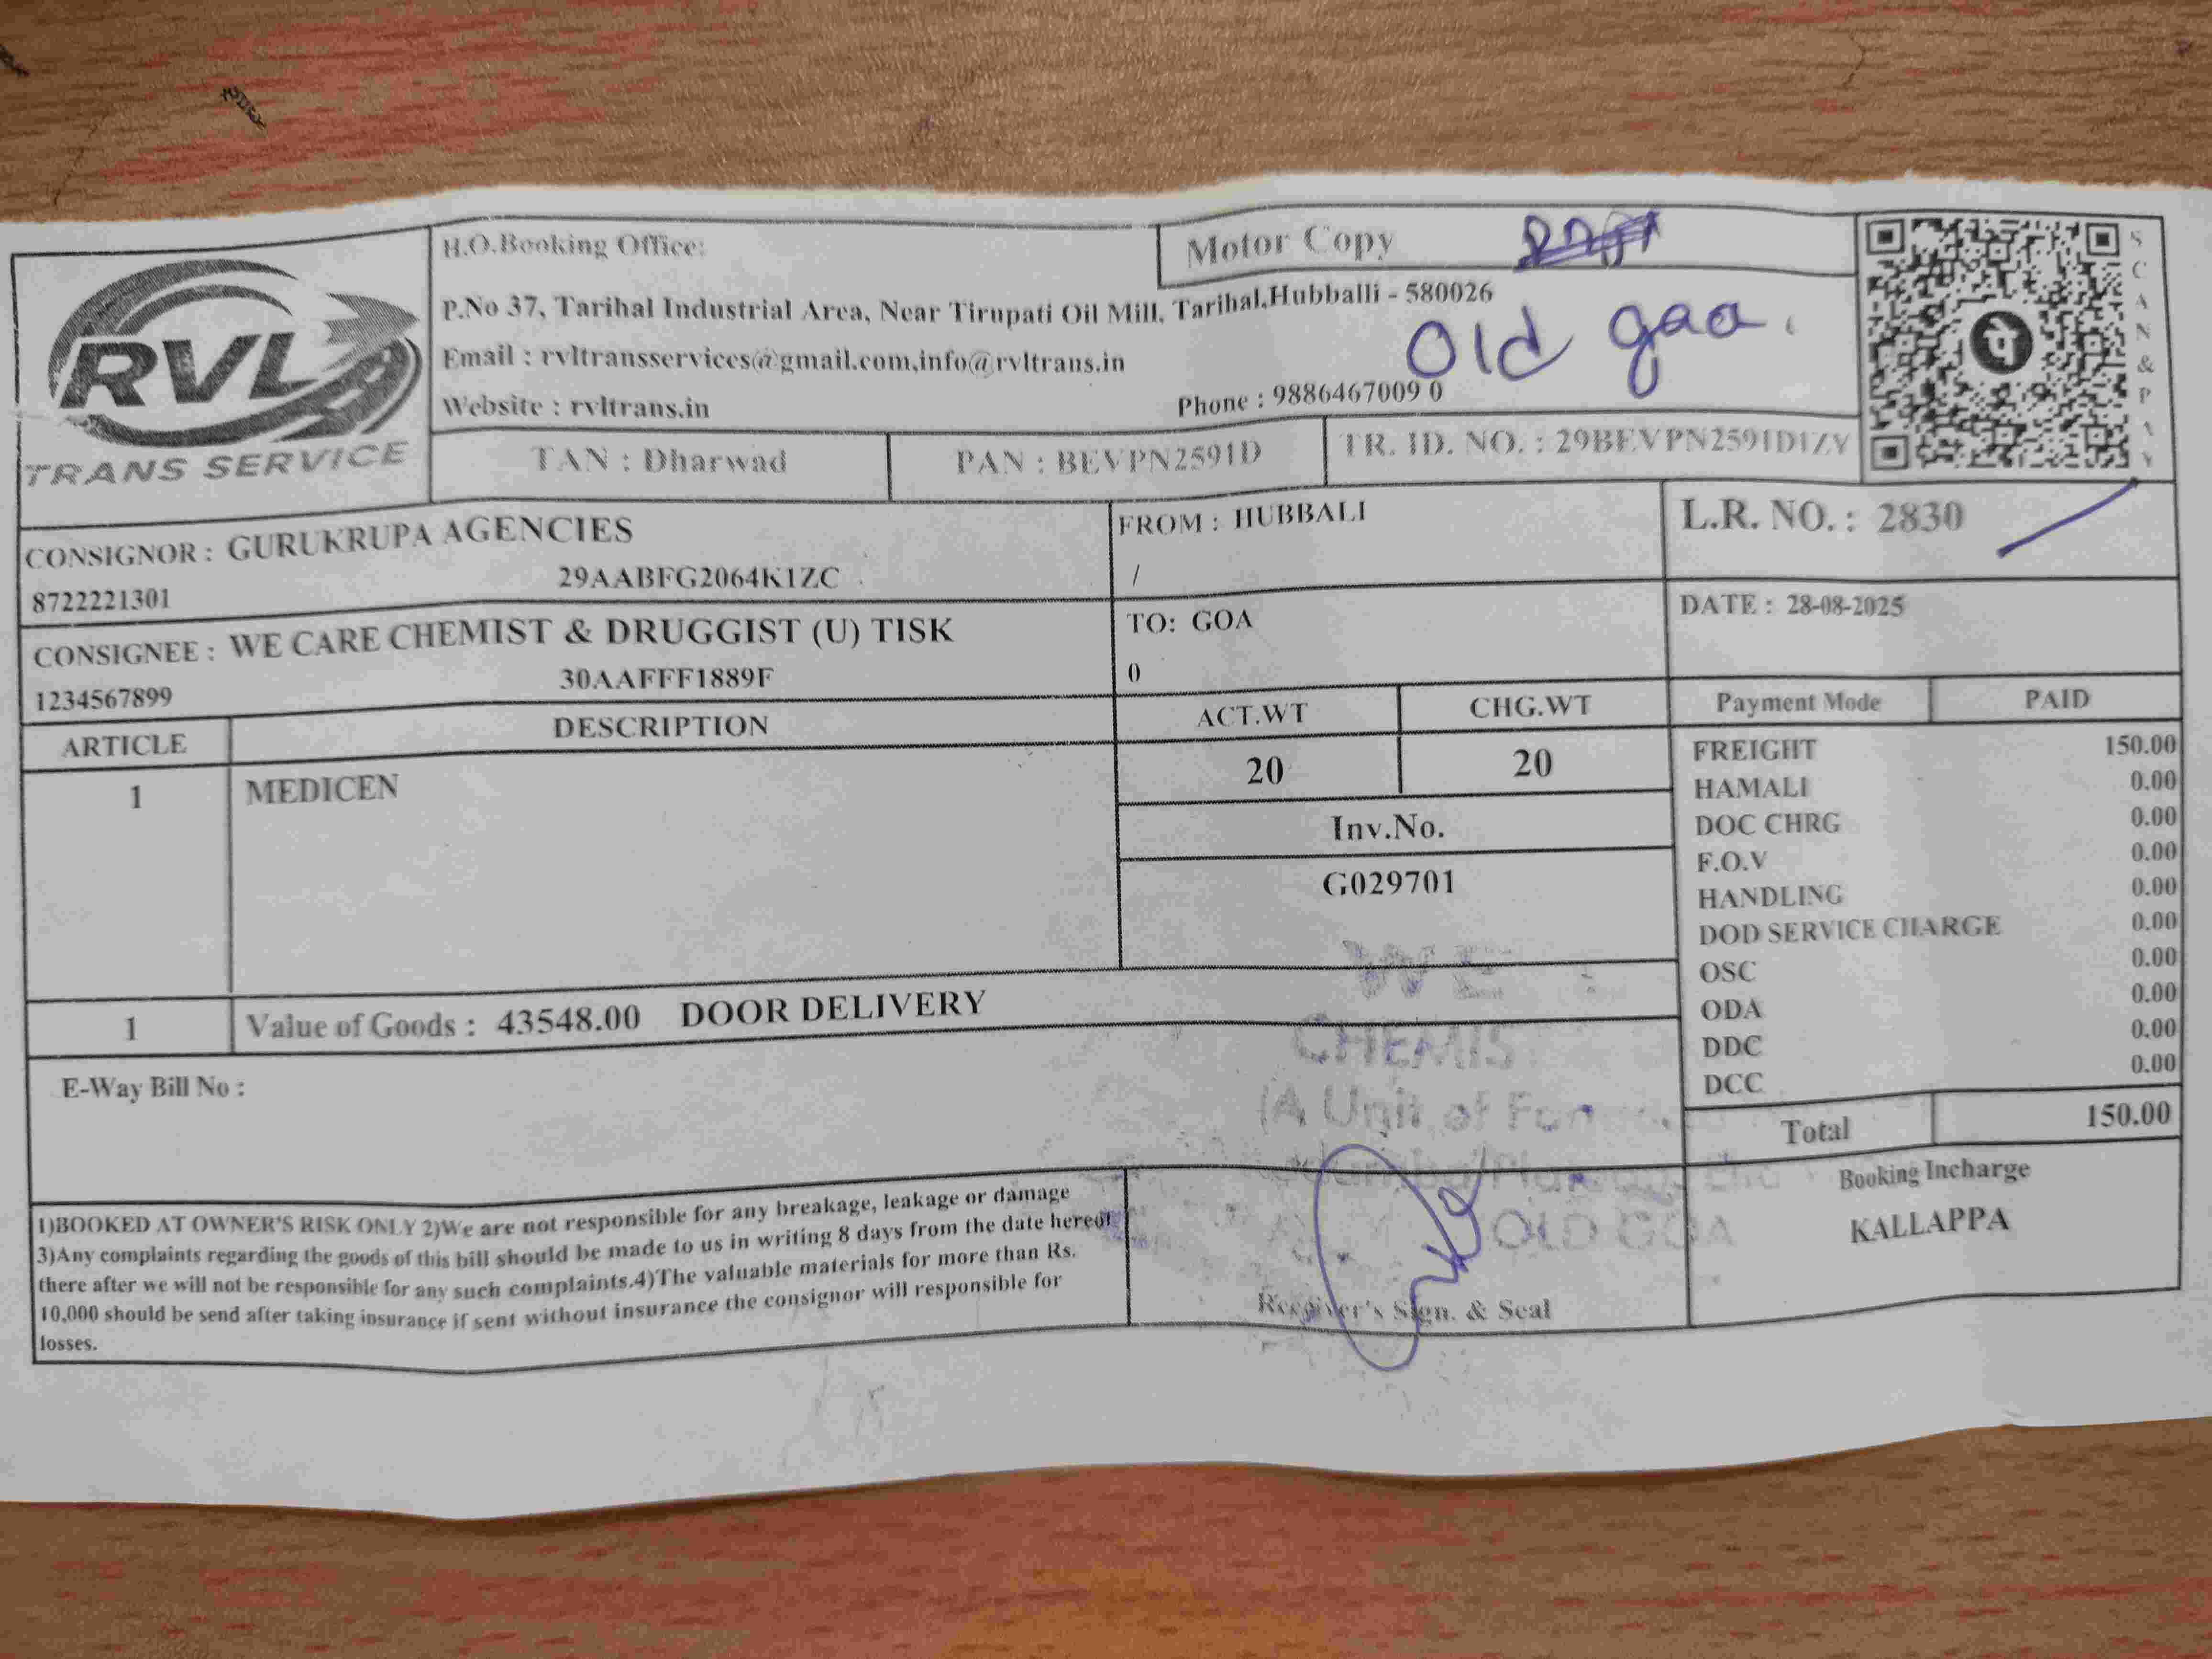 RVL
TRANS SERVICE
H.O.Booking Office:
Motor Copy
P.No 37, Tarihal Industrial Area, Near Tirupati Oil Mill, Tarihal,Hubballi - 580026
Old goa.
Email : rvltransservices@gmail.com,info@rvltrans.in
Website : rvltrans.in
Phone : 9886467009 0
SCAN & PAY
पे
TAN : Dharwad
PAN : BEVPN2591D
TR. ID. NO. : 29BEVPN2591D1ZY
CONSIGNOR : GURUKRUPA AGENCIES
29AABFG2064K1ZC
8722221301
FROM : HUBBALI
/
L.R. NO. : 2830
CONSIGNEE : WE CARE CHEMIST & DRUGGIST (U) TISK
30AAFFF1889F
1234567899
TO: GOA
0
DATE : 28-08-2025
ARTICLE DESCRIPTION ACT.WT CHG.WT
Payment Mode PAID
1 MEDICEN 20 20
Inv.No.
G029701
FREIGHT 150.00
HAMALI 0.00
DOC CHRG 0.00
F.O.V 0.00
HANDLING 0.00
DOD SERVICE CHARGE 0.00
OSC 0.00
ODA 0.00
DDC 0.00
DCC 0.00
1 Value of Goods : 43548.00 DOOR DELIVERY
E-Way Bill No :
Total 150.00
WE
CHEMIS
(A Unit of
OLD GOA
1)BOOKED AT OWNER'S RISK ONLY 2)We are not responsible for any breakage, leakage or damage
3)Any complaints regarding the goods of this bill should be made to us in writing 8 days from the date hereof
there after we will not be responsible for any such complaints.4)The valuable materials for more than Rs.
10,000 should be send after taking insurance if sent without insurance the consignor will responsible for
losses.
Receiver's Sign. & Seal
Booking Incharge
KALLAPPA